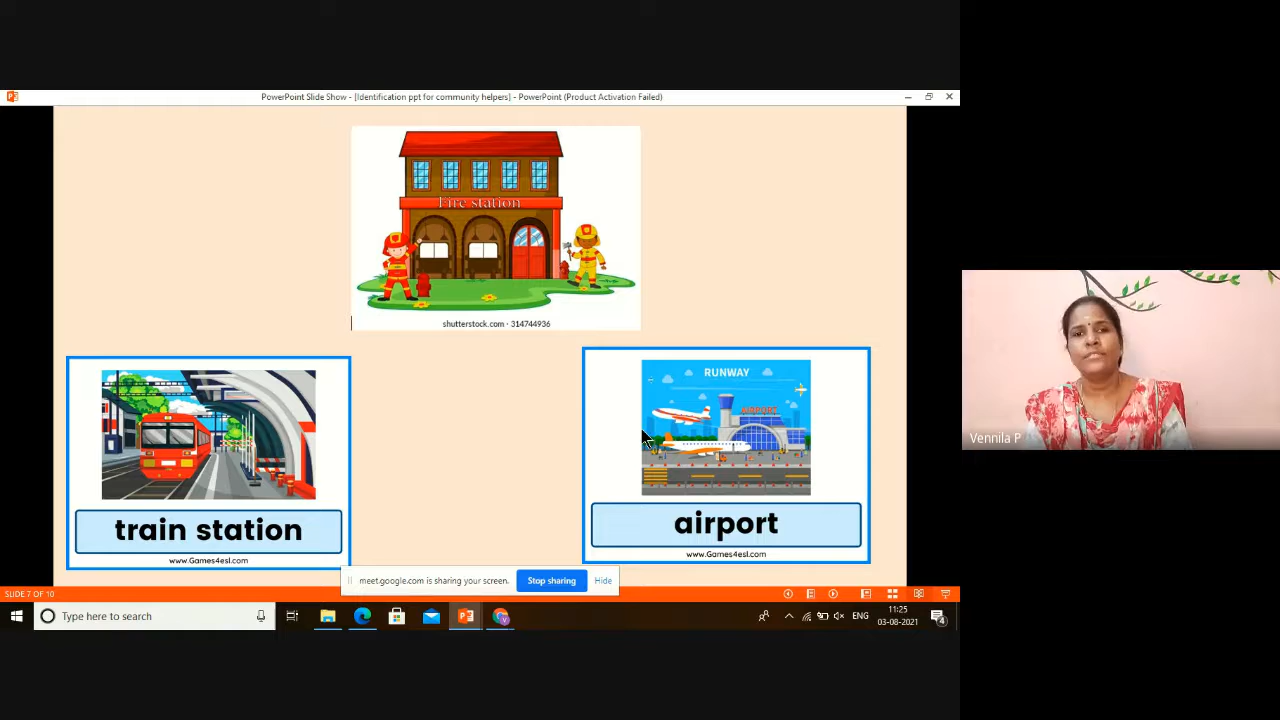 PowerPoint Slide Show - [Identification ppt for community helpers] - PowerPoint (Product Activation Failed)
Fire station
shutterstock.com · 314744936
RUNWAY
AIRPORT
train station
www.Games4esl.com
airport
www.Games4esl.com
Vennila P
meet.google.com is sharing your screen.
Stop sharing
Hide
SLIDE 7 OF 10
Type here to search
ENG
11:25
03-08-2021
4